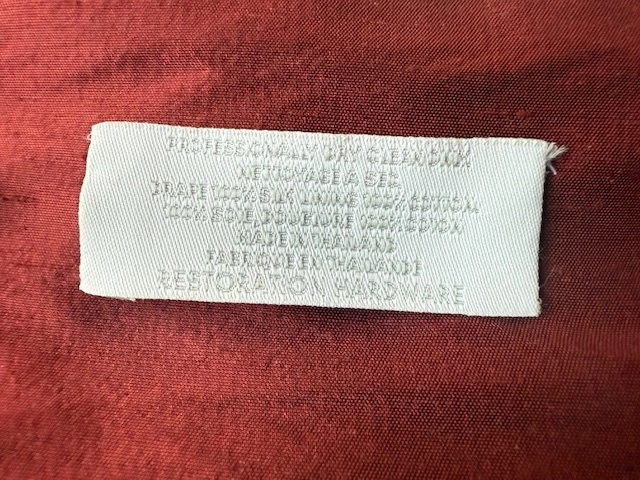 PROFESSIONALLY DRY CLEAN ONLY
NETTOYAGE A SEC
DRAPE 100% SILK LINING 100% COTTON
100% SOIE, DOUBLURE 100% COTON
MADE IN THAILAND
FABRIQUE EN THAILANDE
RESTORATION HARDWARE